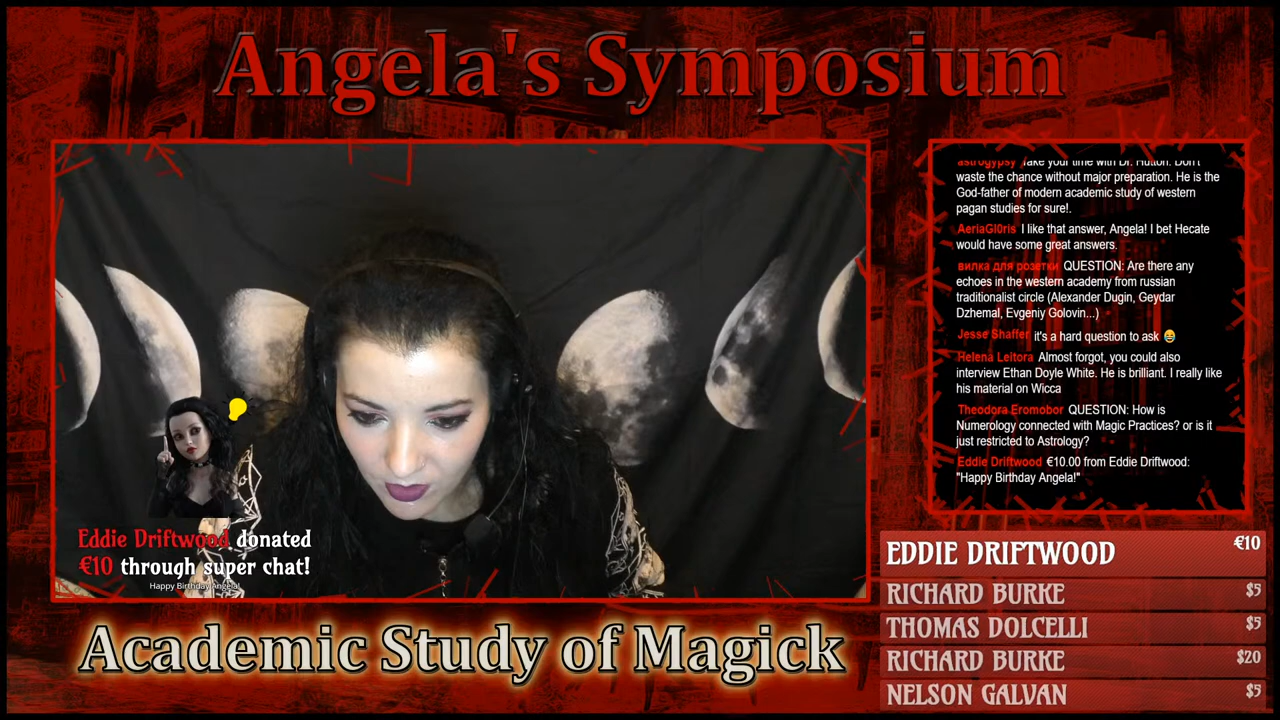 Angela's Symposium
astrogypsy Take your time with Dr. Hutton. Don't
waste the chance without major preparation. He is the
God-father of modern academic study of western
pagan studies for sure!.
AeriaGl0ris I like that answer, Angela! I bet Hecate
would have some great answers.
вилка для розетки QUESTION: Are there any
echoes in the western academy from russian
traditionalist circle (Alexander Dugin, Geydar
Dzhemal, Evgeniy Golovin...)
Jesse Shaffer it's a hard question to ask 😂
Helena Leitora Almost forgot, you could also
interview Ethan Doyle White. He is brilliant. I really like
his material on Wicca
Theodora Eromobor QUESTION: How is
Numerology connected with Magic Practices? or is it
just restricted to Astrology?
Eddie Driftwood €10.00 from Eddie Driftwood:
"Happy Birthday Angela!"
Eddie Driftwood donated
€10 through super chat!
Happy Birthday Angela!
Academic Study of Magick
EDDIE DRIFTWOOD €10
RICHARD BURKE $5
THOMAS DOLCELLI $5
RICHARD BURKE $20
NELSON GALVAN $5